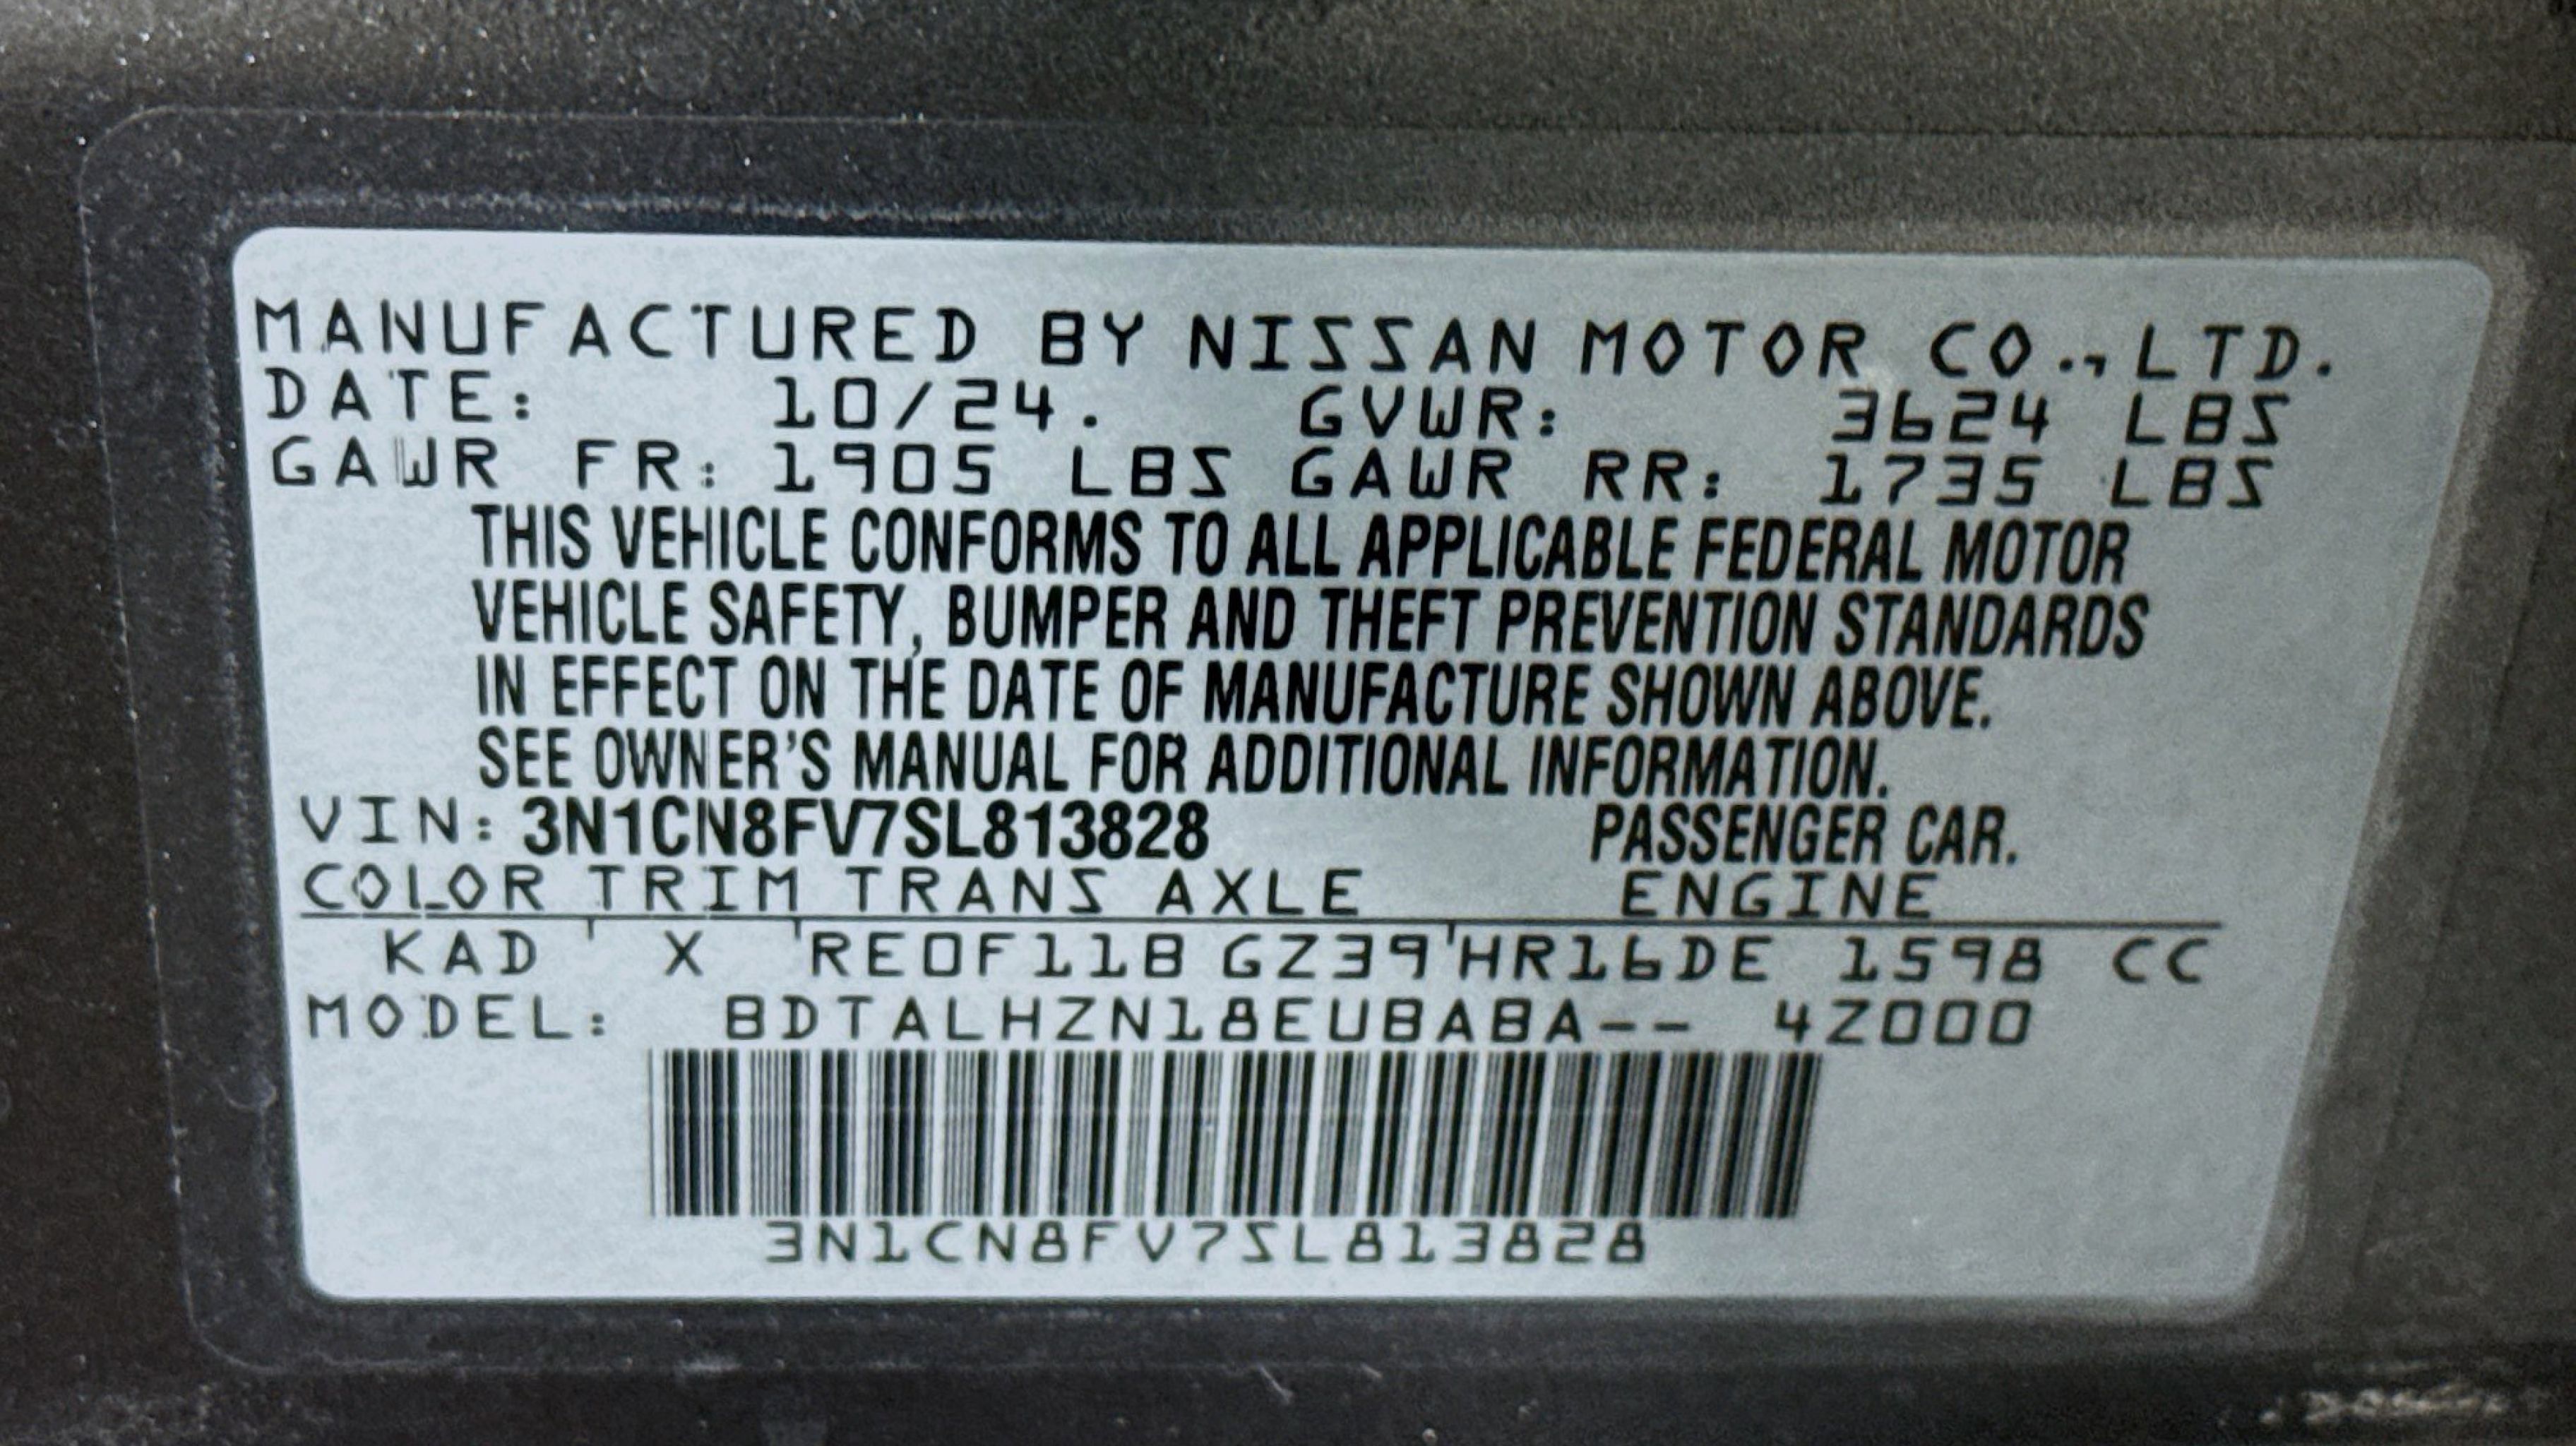 MANUFACTURED BY NISSAN MOTOR CO., LTD.
DATE: 10/24. GVWR: 3624 LBS
GAWR FR: 1905 LBS GAWR RR: 1735 LBS
THIS VEHICLE CONFORMS TO ALL APPLICABLE FEDERAL MOTOR
VEHICLE SAFETY, BUMPER AND THEFT PREVENTION STANDARDS
IN EFFECT ON THE DATE OF MANUFACTURE SHOWN ABOVE.
SEE OWNER'S MANUAL FOR ADDITIONAL INFORMATION.
VIN: 3N1CN8FV7SL813828 PASSENGER CAR.
COLOR TRIM TRANS AXLE ENGINE
KAD X RE0F11B GZ39 HR16DE 1598 CC
MODEL: BDTALHZN18EUBABA-- 4Z000
3N1CN8FV7SL813828